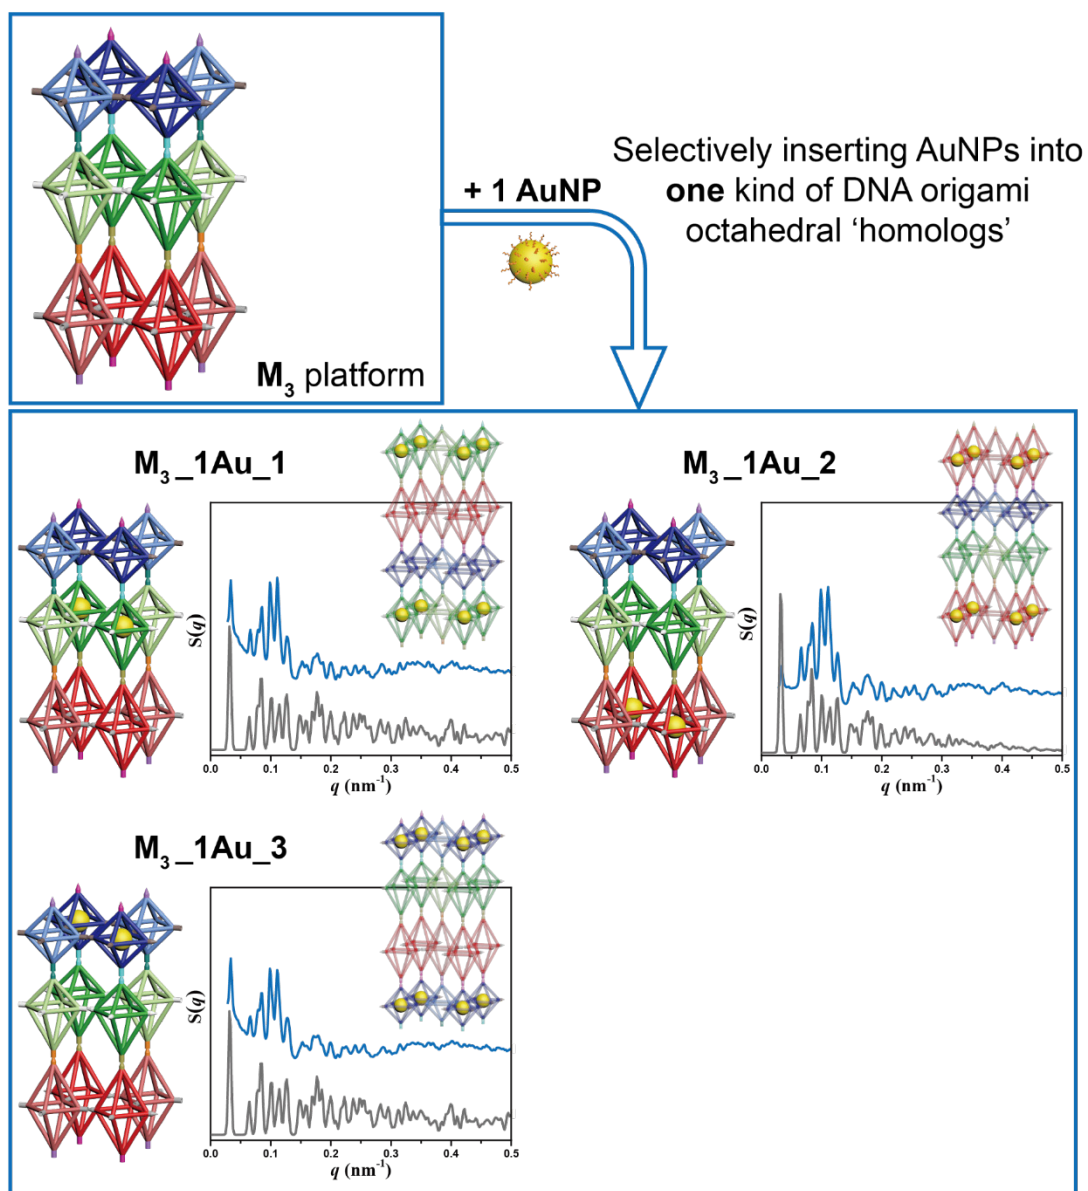 Selectively inserting AuNPs into
+ 1 AuNP
one kind of DNA origami
octahedral ‘homologs’
M3 platform
M3_1Au_1
M3_1Au_2
S(q)
0.0 0.1 0.2 0.3 0.4 0.5
q (nm-1)
S(q)
0.0 0.1 0.2 0.3 0.4 0.5
q (nm-1)
M3_1Au_3
S(q)
0.0 0.1 0.2 0.3 0.4 0.5
q (nm-1)